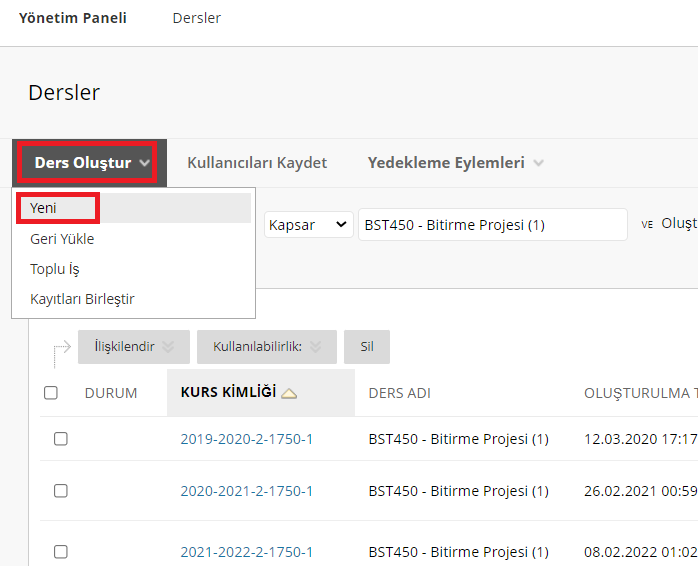 Yönetim Paneli Dersler
Dersler
Ders Oluştur Kullanıcıları Kaydet Yedekleme Eylemleri
Yeni
Kapsar BST450 - Bitirme Projesi (1) VE Oluşt
Geri Yükle
Toplu İş
Kayıtları Birleştir
İlişkilendir Kullanılabilirlik: Sil
DURUM KURS KİMLİĞİ DERS ADI OLUŞTURULMA T
2019-2020-2-1750-1 BST450 - Bitirme Projesi (1) 12.03.2020 17:17
2020-2021-2-1750-1 BST450 - Bitirme Projesi (1) 26.02.2021 00:59
2021-2022-2-1750-1 BST450 - Bitirme Projesi (1) 08.02.2022 01:02